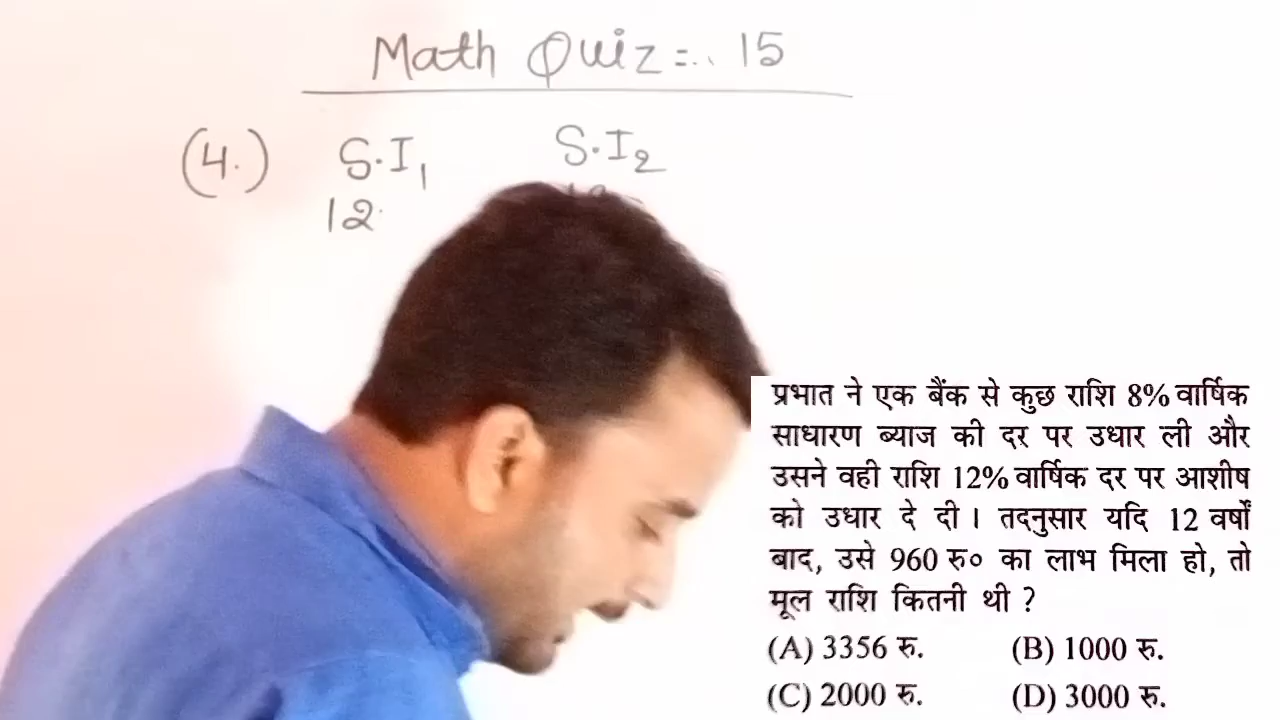 Math Quiz=.. 15
(4.) S.I₁ S.I₂
12
प्रभात ने एक बैंक से कुछ राशि 8% वार्षिक
साधारण ब्याज की दर पर उधार ली और
उसने वही राशि 12% वार्षिक दर पर आशीष
को उधार दे दी । तदनुसार यदि 12 वर्षों
बाद, उसे 960 रु० का लाभ मिला हो, तो
मूल राशि कितनी थी ?
(A) 3356 रु. (B) 1000 रु.
(C) 2000 रु. (D) 3000 रु.